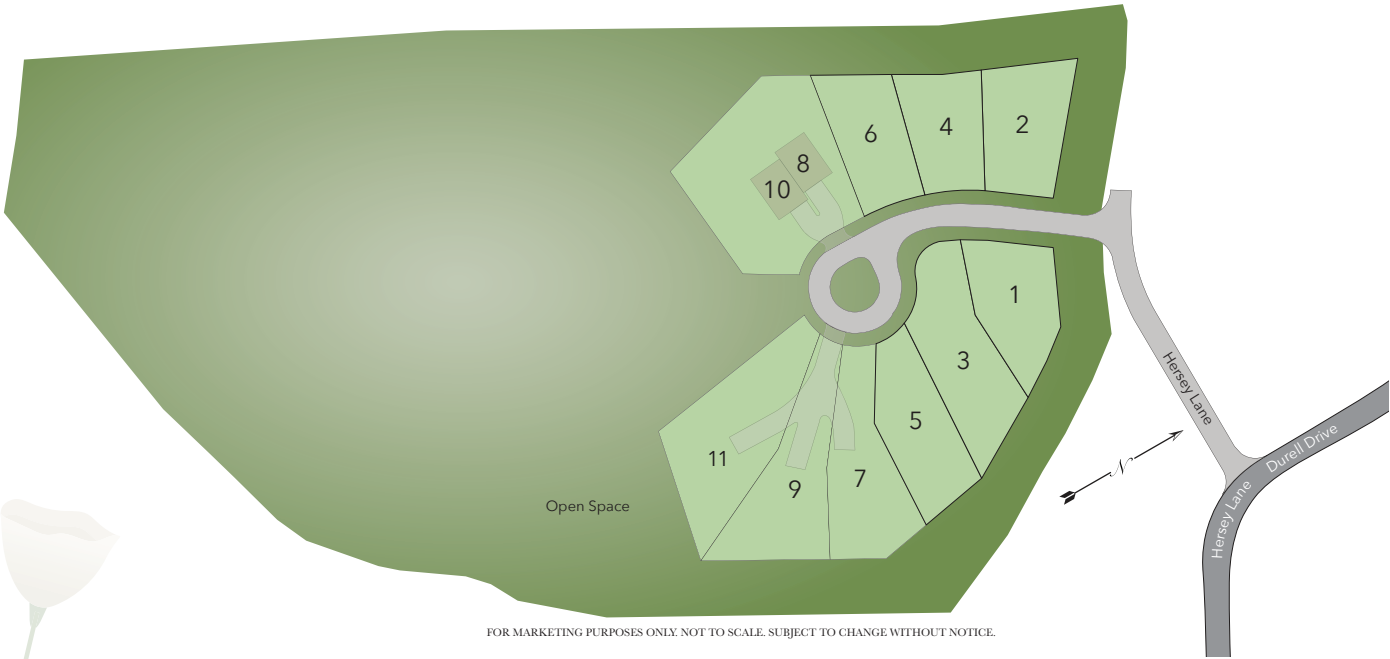 8
10
6
4
2
1
3
5
7
9
11
Open Space
Hersey Lane
Durell Drive
Hersey Lane
N
FOR MARKETING PURPOSES ONLY. NOT TO SCALE. SUBJECT TO CHANGE WITHOUT NOTICE.